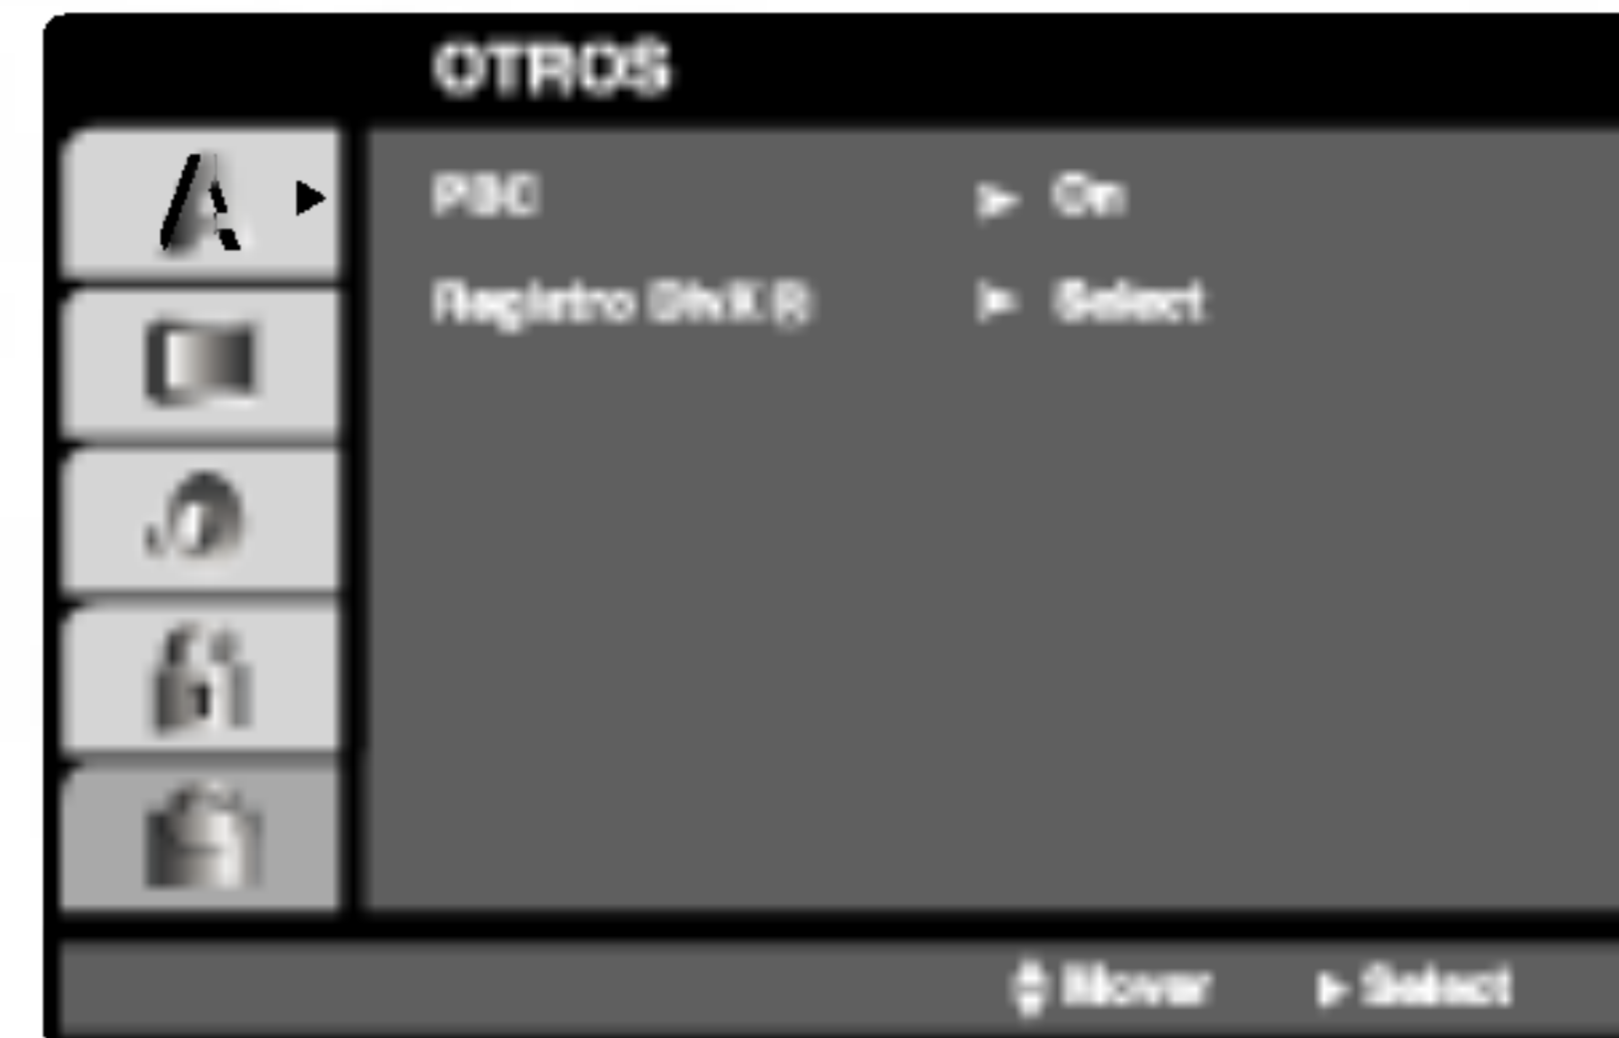 OTROS
PBC ► On
Registro DivX® ► Select
Mover ► Select